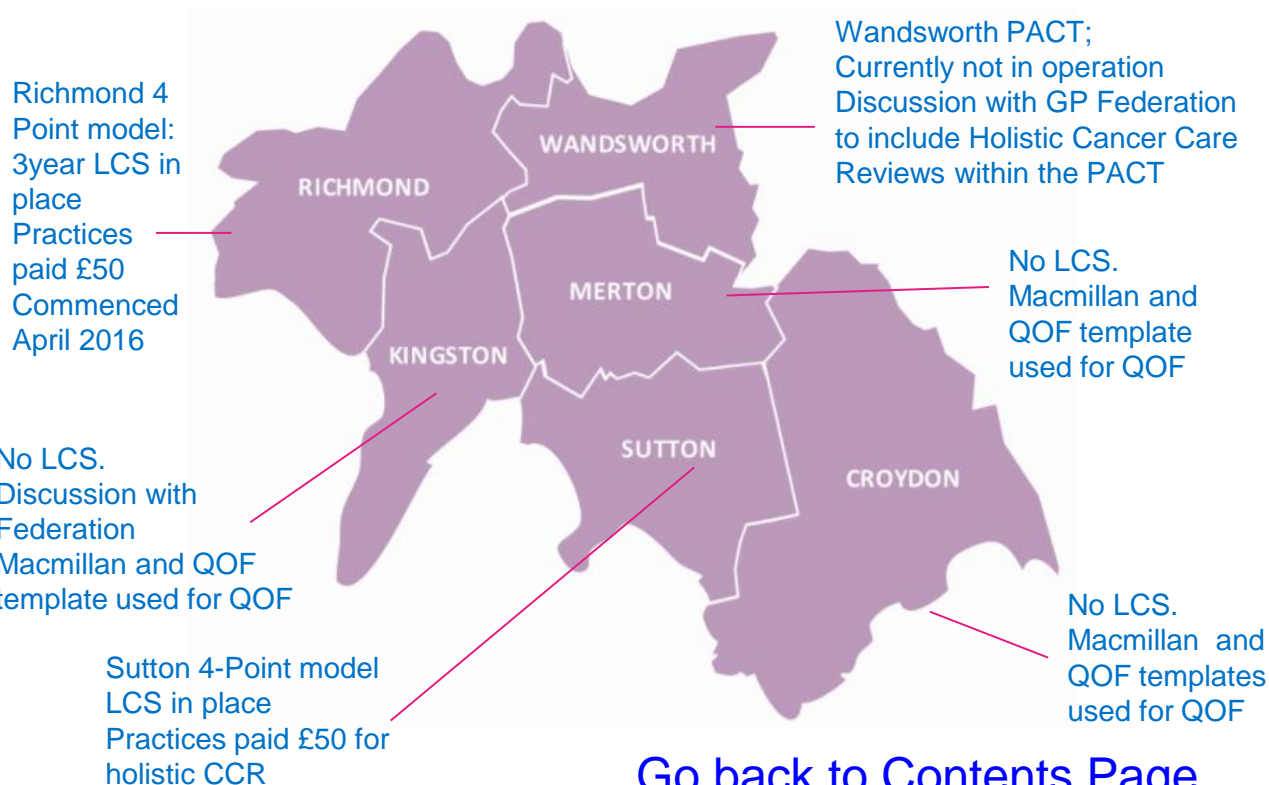 Wandsworth PACT;
Currently not in operation
Discussion with GP Federation
to include Holistic Cancer Care
Reviews within the PACT
Richmond 4
Point model:
3year LCS in
place
Practices
paid £50
Commenced
April 2016
WANDSWORTH
RICHMOND
No LCS.
Macmillan and
QOF template
used for QOF
MERTON
KINGSTON
SUTTON
CROYDON
No LCS.
Discussion with
Federation
Macmillan and QOF
template used for QOF
No LCS.
Macmillan and
QOF templates
used for QOF
Sutton 4-Point model
LCS in place
Practices paid £50 for
holistic CCR
Go back to Contents Page